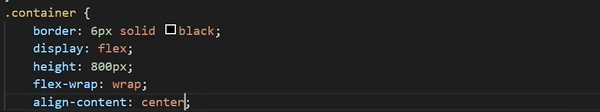 .container {
border: 6px solid black;
display: flex;
height: 800px;
flex-wrap: wrap;
align-content: center;